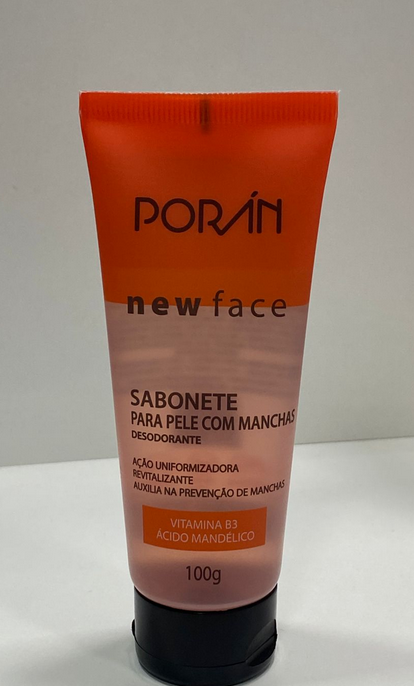 PORÁN
new face
SABONETE
PARA PELE COM MANCHAS
DESODORANTE
AÇÃO UNIFORMIZADORA
REVITALIZANTE
AUXILIA NA PREVENÇÃO DE MANCHAS
VITAMINA B3
ÁCIDO MANDÉLICO
100g